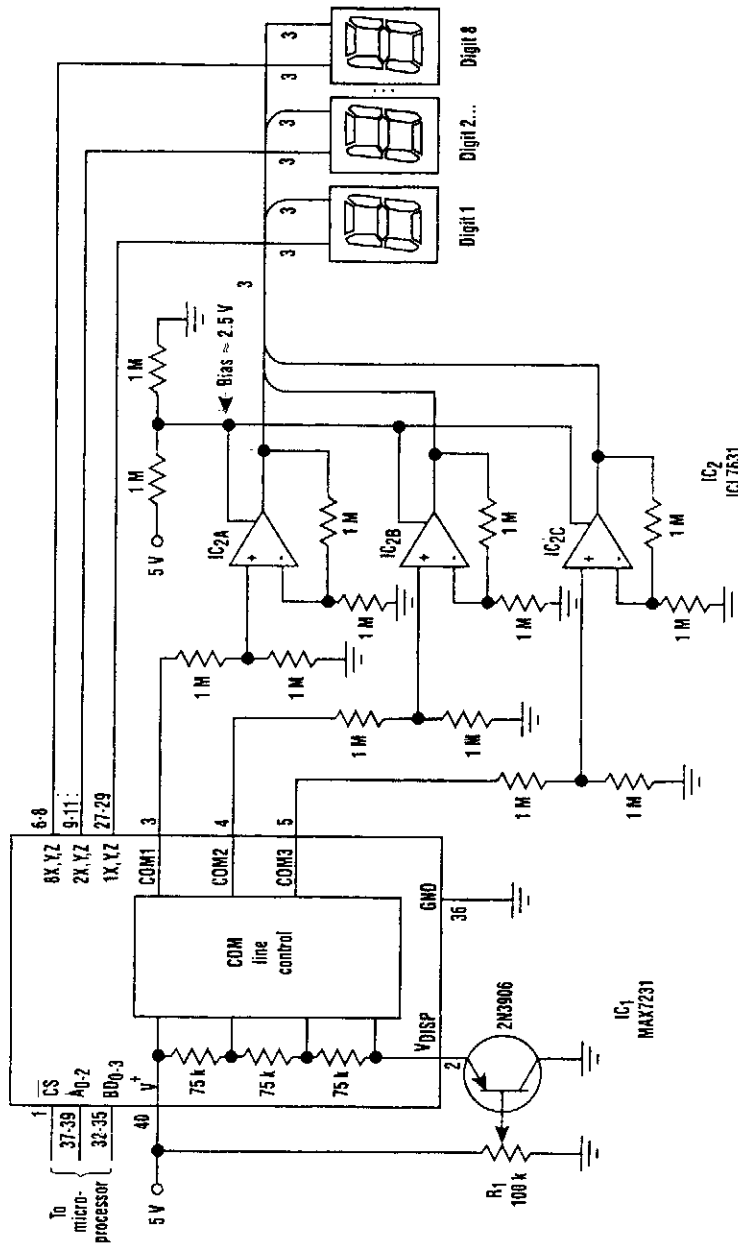 To
micro-
processor
1
CS
37-39
A0-2
32-35
BD0-3
40
V+
5 V
8X,Y,Z
6-8
2X,Y,Z
9-11
1X,Y,Z
27-29
COM1
3
COM2
4
COM3
5
COM
line
control
75 k
75 k
75 k
VDISP
2
GND
36
R1
100 k
2N3906
IC1
MAX7231
1 M
1 M
1 M
1 M
1 M
1 M
5 V
1 M
1 M
Bias ≈ 2.5 V
IC2A
+
-
1 M
1 M
IC2B
+
-
1 M
1 M
IC2C
+
-
1 M
1 M
IC2
ICL7631
3
3
3
Digit 1
3
3
Digit 2...
...
3
3
Digit 8